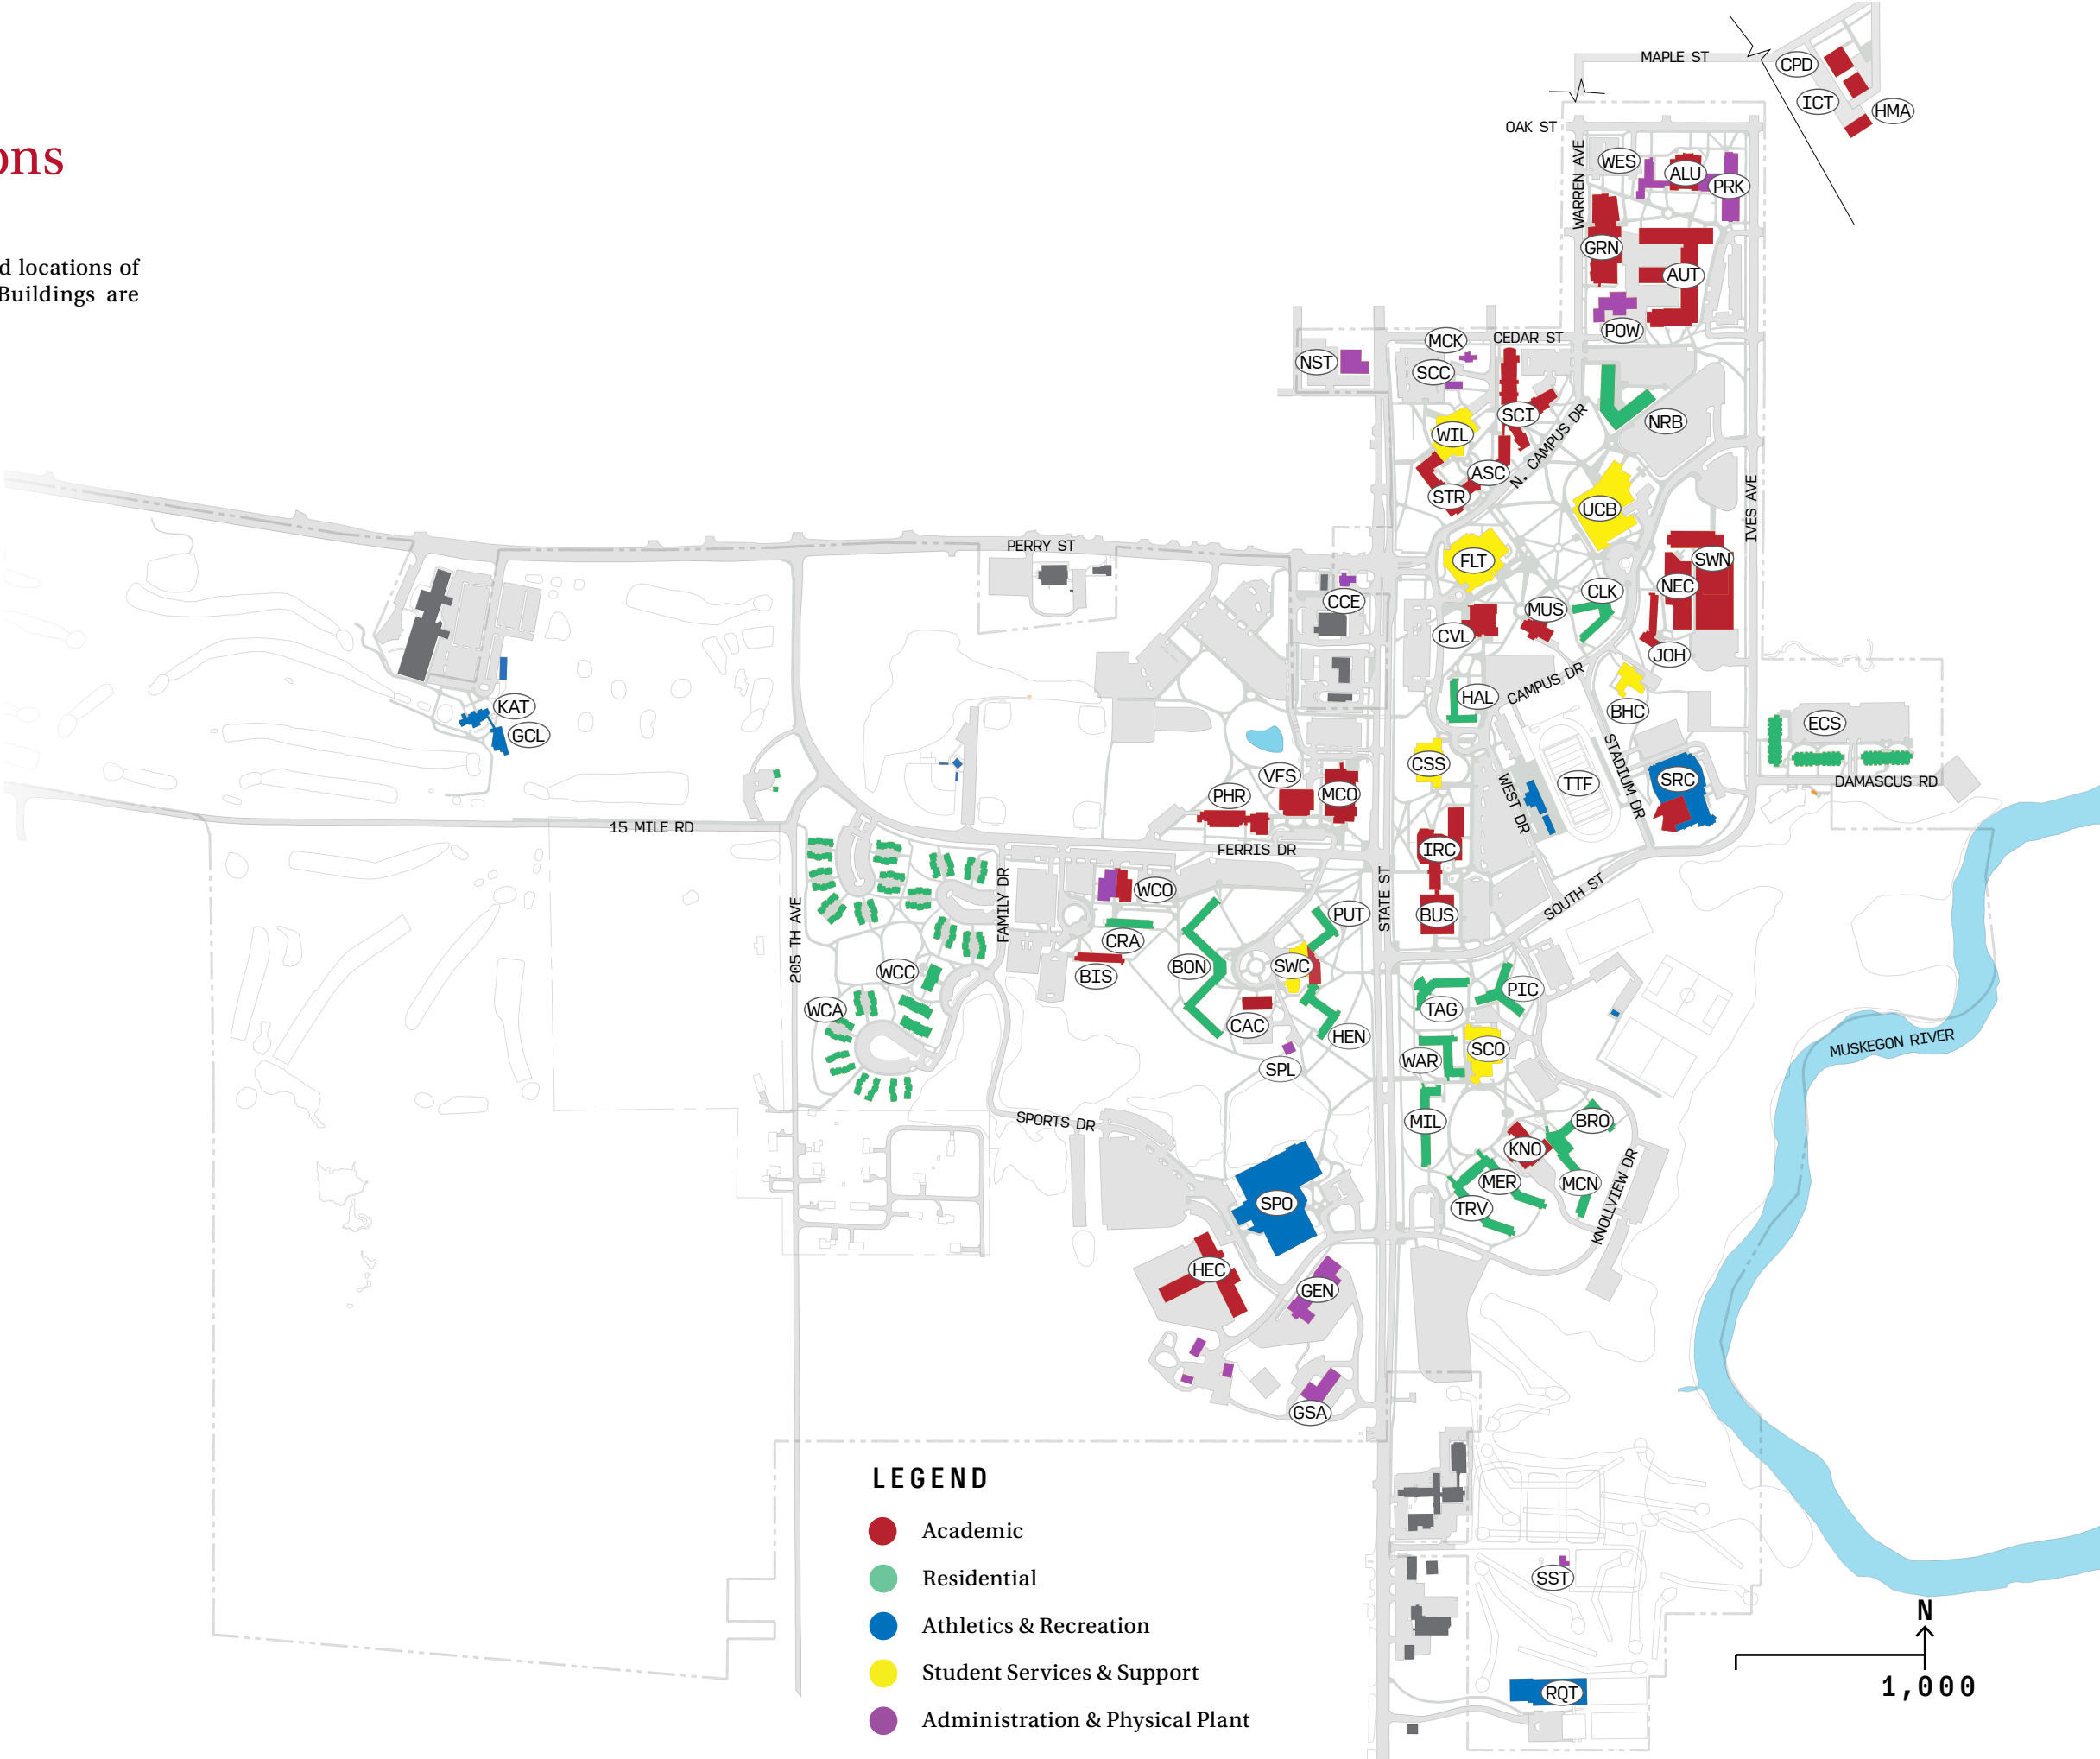 ons
d locations of
Buildings are
MAPLE ST
CPD
ICT
HMA
OAK ST
WARREN AVE
WES
ALU
PRK
GRN
AUT
POW
CEDAR ST
MCK
NST
SCC
SCI
NRB
WIL
N. CAMPUS DR
ASC
STR
UCB
IVES AVE
PERRY ST
FLT
SWN
NEC
CLK
CCE
MUS
CVL
JOH
CAMPUS DR
HAL
BHC
KAT
GCL
ECS
CSS
STADIUM DR
SRC
TTF
WEST DR
VFS
MCO
PHR
DAMASCUS RD
15 MILE RD
FERRIS DR
IRC
STATE ST
WCO
FAMILY DR
205 TH AVE
SOUTH ST
PUT
BUS
CRA
BIS
BON
SWC
WCC
WCA
PIC
TAG
CAC
HEN
SPL
WAR
SCO
MUSKEGON RIVER
SPORTS DR
MIL
BRO
KNO
MER
MCN
TRV
KNOLLVIEW DR
SPO
HEC
GEN
GSA
LEGEND
Academic
Residential
Athletics & Recreation
Student Services & Support
Administration & Physical Plant
SST
RQT
N
1,000